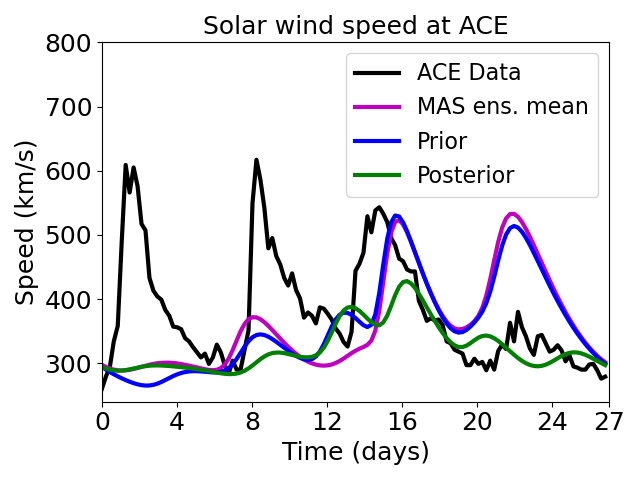 Solar wind speed at ACE
800
700
600
500
400
300
Speed (km/s)
ACE Data
MAS ens. mean
Prior
Posterior
0 4 8 12 16 20 24 27
Time (days)